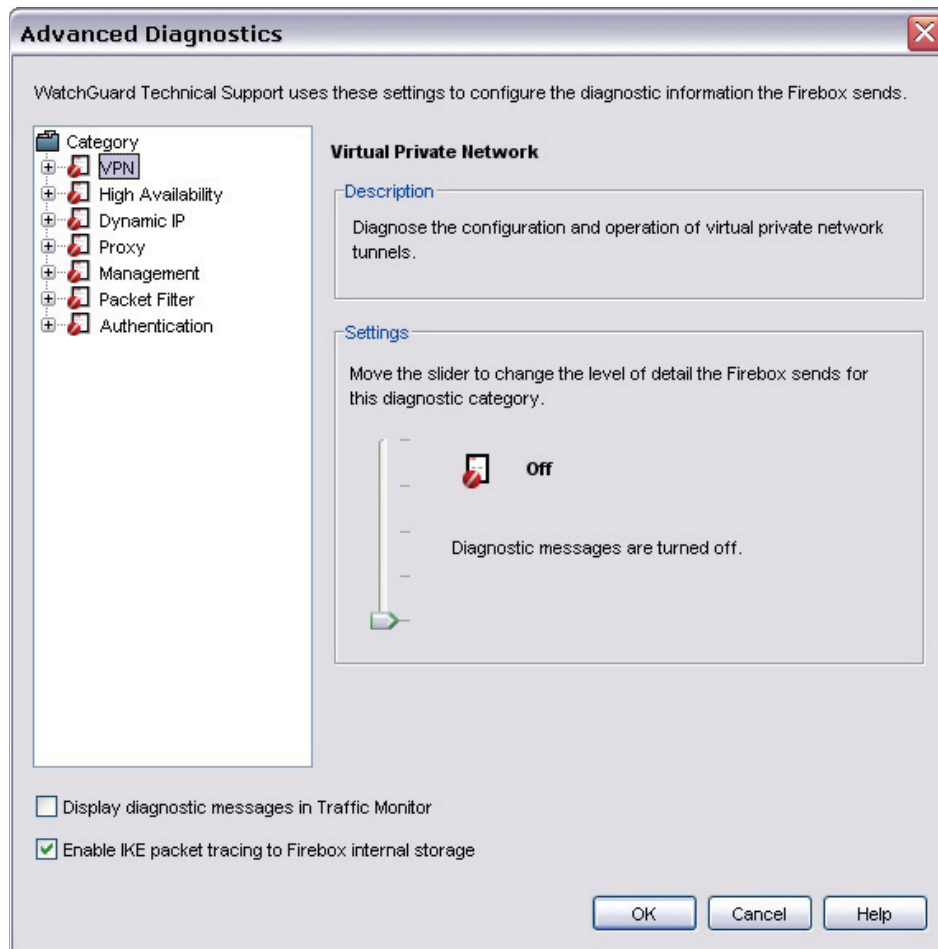 Advanced Diagnostics
WatchGuard Technical Support uses these settings to configure the diagnostic information the Firebox sends.
Category
VPN
High Availability
Dynamic IP
Proxy
Management
Packet Filter
Authentication
Virtual Private Network
Description
Diagnose the configuration and operation of virtual private network
tunnels.
Settings
Move the slider to change the level of detail the Firebox sends for
this diagnostic category.
Off
Diagnostic messages are turned off.
Display diagnostic messages in Traffic Monitor
Enable IKE packet tracing to Firebox internal storage
OK
Cancel
Help